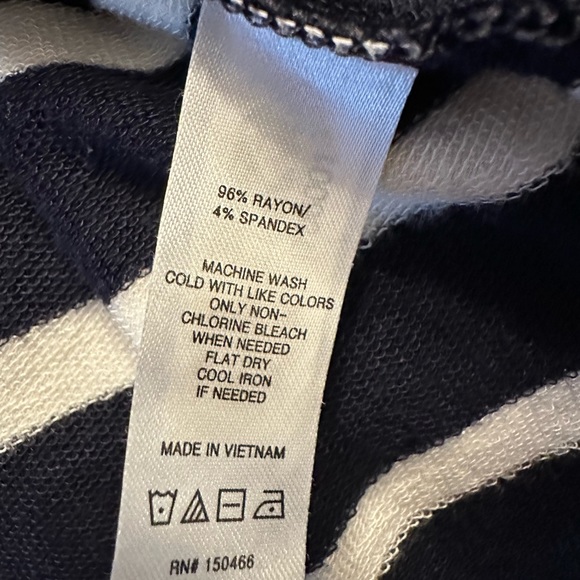 96% RAYON/
4% SPANDEX
MACHINE WASH
COLD WITH LIKE COLORS
ONLY NON-
CHLORINE BLEACH
WHEN NEEDED
FLAT DRY
COOL IRON
IF NEEDED
MADE IN VIETNAM
RN# 150466